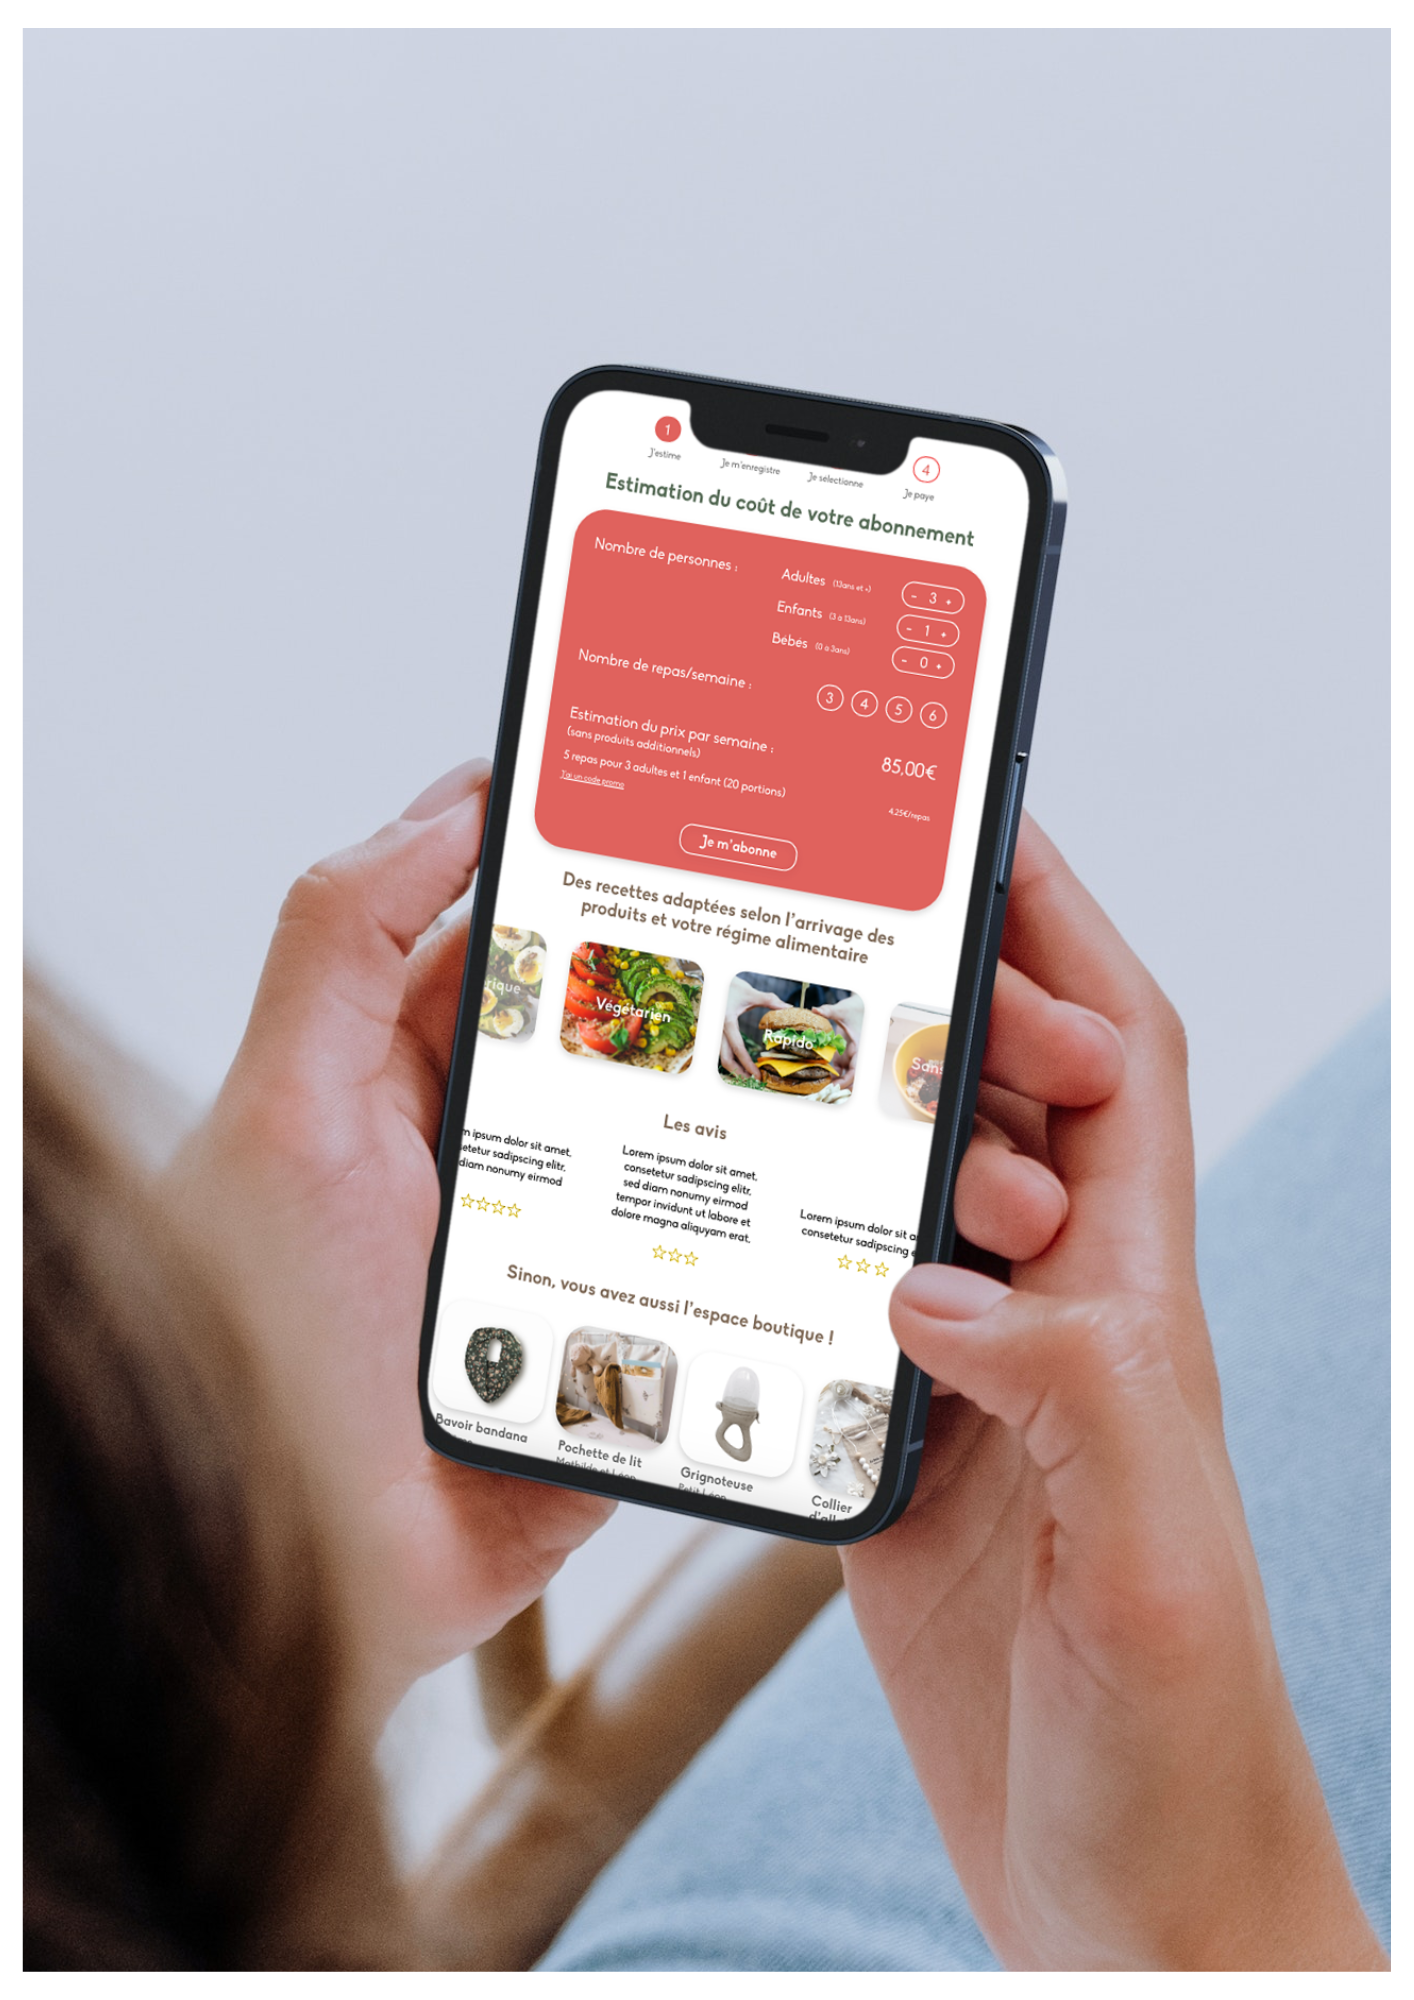 1
J'estime
Je m'enregistre
Je sélectionne
4
Je paye
Estimation du coût de votre abonnement
Nombre de personnes :
Adultes (13ans et +)
- 3 +
Enfants (3 à 13ans)
- 1 +
Bébés (0 à 3ans)
- 0 +
Nombre de repas/semaine :
3 4 5 6
Estimation du prix par semaine :
(sans produits additionnels)
85,00€
5 repas pour 3 adultes et 1 enfant (20 portions)
4,25€/repas
J'ai un code promo
Je m'abonne
Des recettes adaptées selon l'arrivage des
produits et votre régime alimentaire
rique
Végétarien
Rapido
Sans
Les avis
m ipsum dolor sit amet,
setetur sadipscing elitr,
diam nonumy eirmod
Lorem ipsum dolor sit amet,
consetetur sadipscing elitr,
sed diam nonumy eirmod
tempor invidunt ut labore et
dolore magna aliquyam erat,
Lorem ipsum dolor sit a
consetetur sadipscing e
Sinon, vous avez aussi l'espace boutique !
Bavoir bandana
Pochette de lit
Mathilde et Léon
Grignoteuse
Petit Léon
Collier